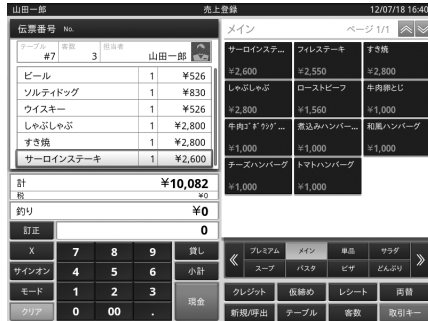 山田一郎 売上登録 12/07/18 16:40
伝票番号 No.
テーブル #7 客数 3 担当者 山田一郎
ビール 1 ¥526
ソルティドッグ 1 ¥830
ウイスキー 1 ¥526
しゃぶしゃぶ 1 ¥2,800
すき焼 1 ¥2,800
サーロインステーキ 1 ¥2,600
計 ¥10,082
税 ¥0
釣り ¥0
訂正 0
X 7 8 9 貸し
サインオン 4 5 6 小計
モード 1 2 3 現金
クリア 0 00 .
メイン ページ 1/1
サーロインステ... フィレステーキ すき焼
¥2,600 ¥2,550 ¥2,800
しゃぶしゃぶ ローストビーフ 牛肉卵とじ
¥2,800 ¥1,560 ¥1,000
牛肉ｺﾞﾎﾞｳｼｸﾞ... 煮込みハンバー... 和風ハンバーグ
¥1,000 ¥1,000 ¥1,000
チーズハンバーグ トマトハンバーグ
¥1,000 ¥1,000
プレミアム メイン 単品 サラダ
スープ パスタ ピザ どんぶり
クレジット 仮締め レシート 両替
新規/呼出 テーブル 客数 取引キー